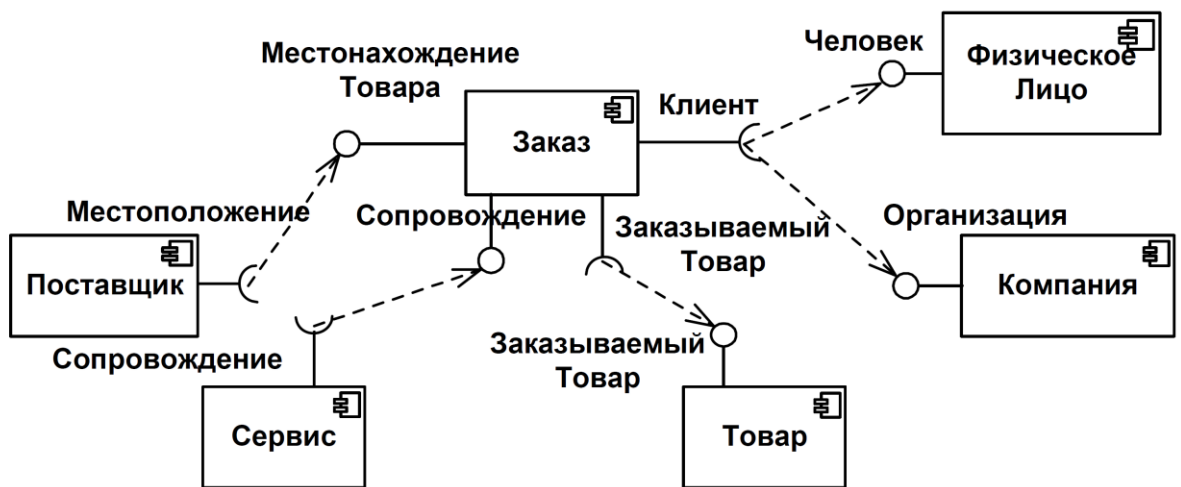 Человек
Местонахождение
Товара
Физическое
Лицо
Клиент
Заказ
Местоположение
Сопровождение
Заказываемый
Товар
Организация
Поставщик
Компания
Сопровождение
Заказываемый
Товар
Сервис
Товар